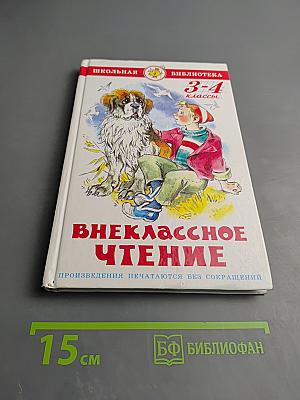 ШКОЛЬНАЯ БИБЛИОТЕКА
3-4
классы
ВНЕКЛАССНОЕ
ЧТЕНИЕ
ПРОИЗВЕДЕНИЯ ПЕЧАТАЮТСЯ БЕЗ СОКРАЩЕНИЙ
15 см
БФ БИБЛИОФАН